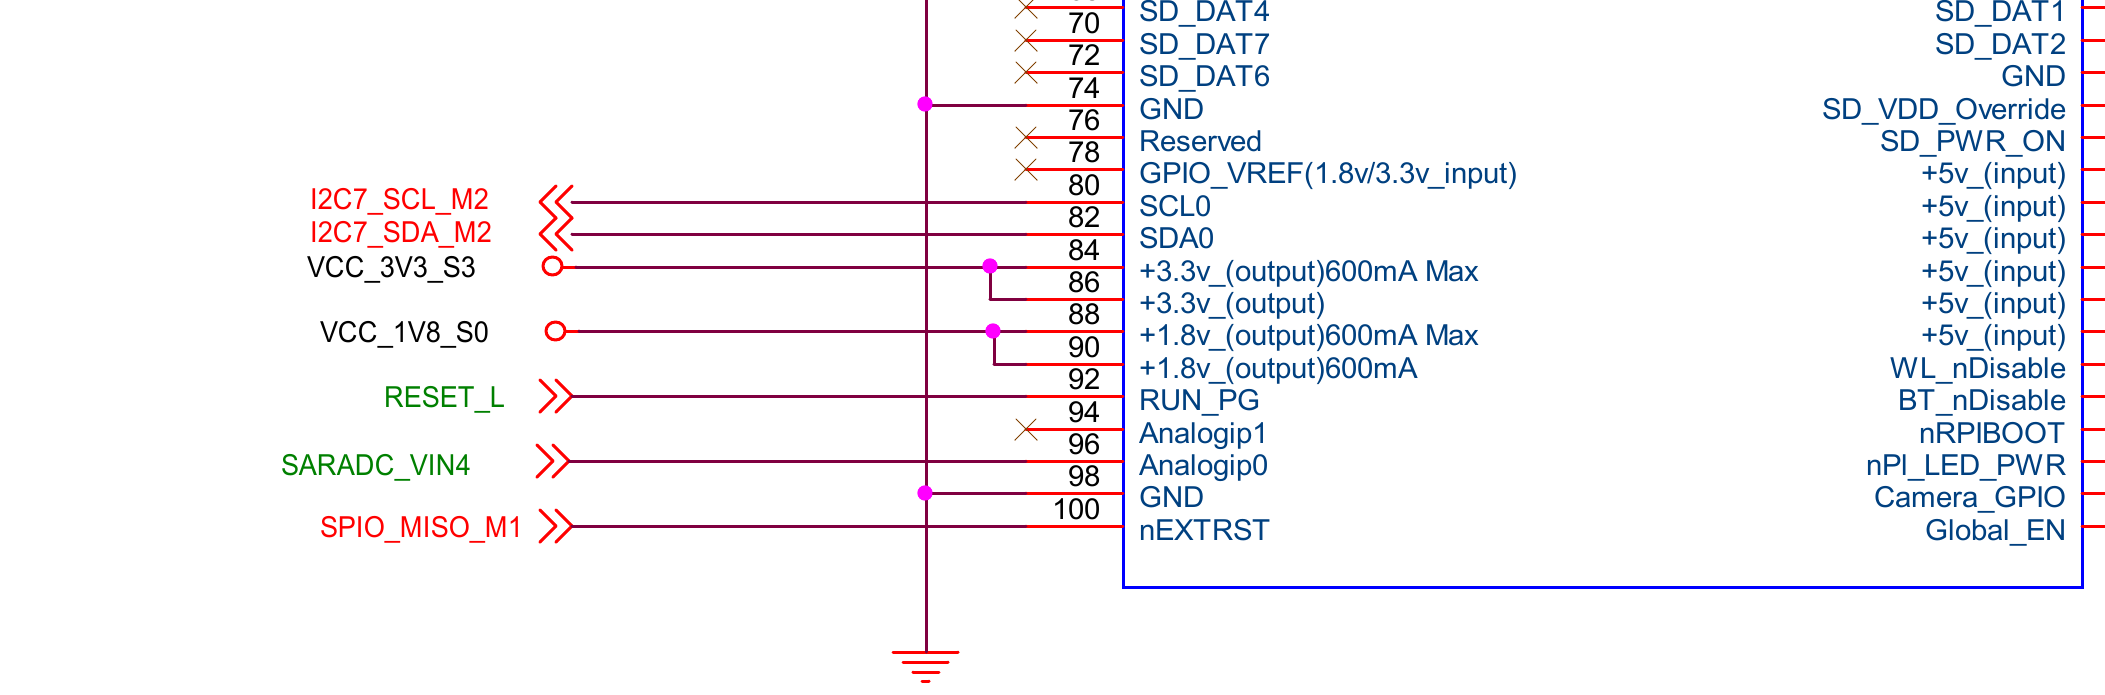 SD_DAT4 SD_DAT1
70 SD_DAT7 SD_DAT2
72 SD_DAT6 GND
74 GND SD_VDD_Override
76 Reserved SD_PWR_ON
78 GPIO_VREF(1.8v/3.3v_input) +5v_(input)
I2C7_SCL_M2 80 SCL0 +5v_(input)
I2C7_SDA_M2 82 SDA0 +5v_(input)
VCC_3V3_S3 84 +3.3v_(output)600mA Max +5v_(input)
86 +3.3v_(output) +5v_(input)
VCC_1V8_S0 88 +1.8v_(output)600mA Max +5v_(input)
90 +1.8v_(output)600mA WL_nDisable
RESET_L 92 RUN_PG BT_nDisable
94 Analogip1 nRPIBOOT
SARADC_VIN4 96 Analogip0 nPI_LED_PWR
98 GND Camera_GPIO
SPIO_MISO_M1 100 nEXTRST Global_EN